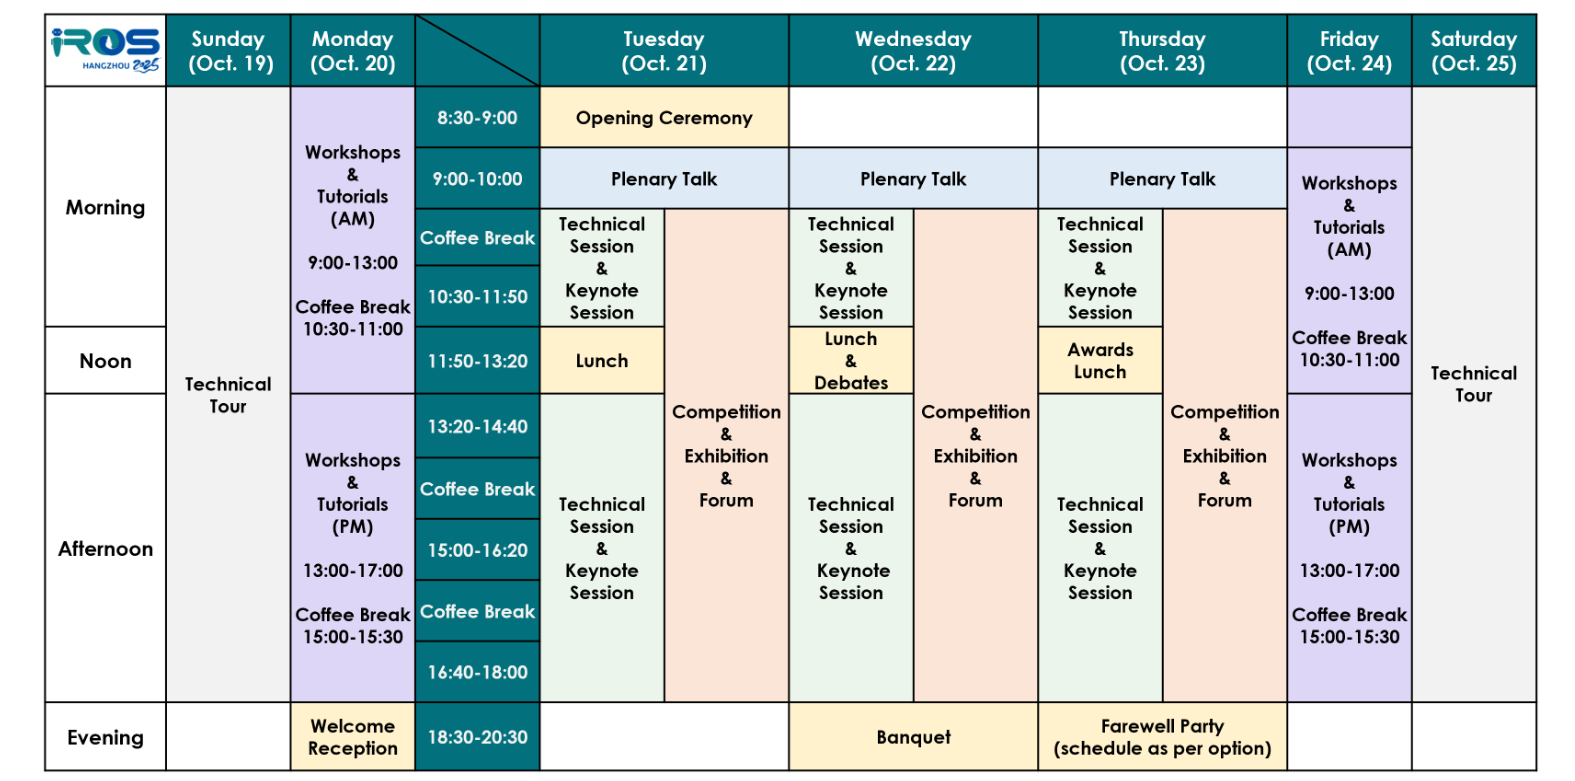 IROS
HANGZHOU 2025
Sunday
(Oct. 19)
Monday
(Oct. 20)
Tuesday
(Oct. 21)
Wednesday
(Oct. 22)
Thursday
(Oct. 23)
Friday
(Oct. 24)
Saturday
(Oct. 25)
Morning
Noon
Afternoon
Evening
Technical
Tour
Workshops
&
Tutorials
(AM)
9:00-13:00
Coffee Break
10:30-11:00
Workshops
&
Tutorials
(PM)
13:00-17:00
Coffee Break
15:00-15:30
Welcome
Reception
8:30-9:00
9:00-10:00
Coffee Break
10:30-11:50
11:50-13:20
13:20-14:40
Coffee Break
15:00-16:20
Coffee Break
16:40-18:00
18:30-20:30
Opening Ceremony
Plenary Talk
Technical
Session
&
Keynote
Session
Lunch
Technical
Session
&
Keynote
Session
Competition
&
Exhibition
&
Forum
Plenary Talk
Technical
Session
&
Keynote
Session
Lunch
&
Debates
Technical
Session
&
Keynote
Session
Competition
&
Exhibition
&
Forum
Banquet
Plenary Talk
Technical
Session
&
Keynote
Session
Awards
Lunch
Technical
Session
&
Keynote
Session
Competition
&
Exhibition
&
Forum
Farewell Party
(schedule as per option)
Workshops
&
Tutorials
(AM)
9:00-13:00
Coffee Break
10:30-11:00
Workshops
&
Tutorials
(PM)
13:00-17:00
Coffee Break
15:00-15:30
Technical
Tour